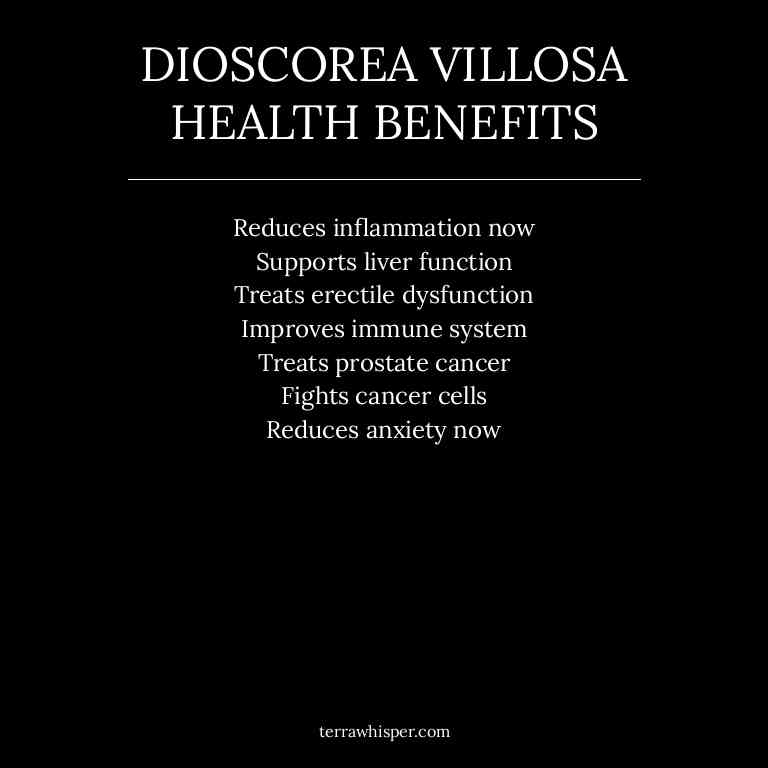 DIOSCOREA VILLOSA
HEALTH BENEFITS
Reduces inflammation now
Supports liver function
Treats erectile dysfunction
Improves immune system
Treats prostate cancer
Fights cancer cells
Reduces anxiety now
terrawhisper.com